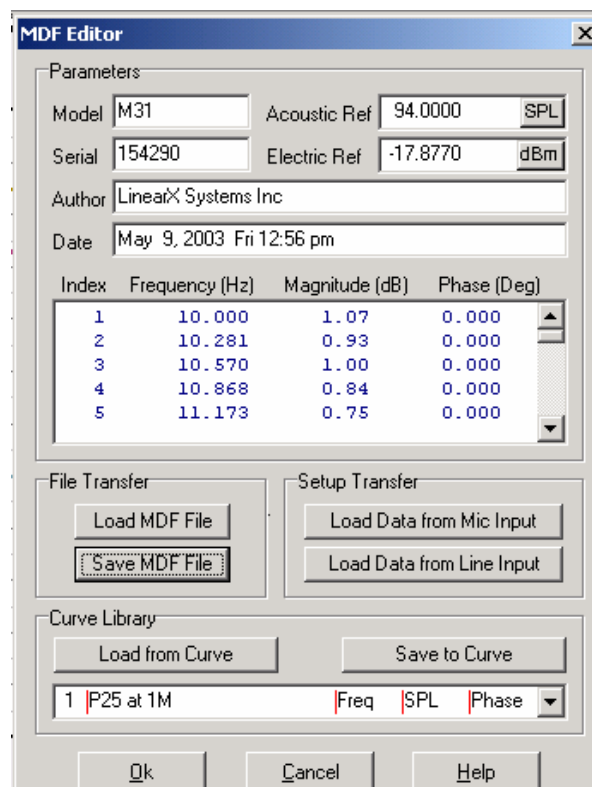 MDF Editor
Parameters
Model M31 Acoustic Ref 94.0000 SPL
Serial 154290 Electric Ref -17.8770 dBm
Author LinearX Systems Inc
Date May 9, 2003 Fri 12:56 pm
Index Frequency (Hz) Magnitude (dB) Phase (Deg)
1 10.000 1.07 0.000
2 10.281 0.93 0.000
3 10.570 1.00 0.000
4 10.868 0.84 0.000
5 11.173 0.75 0.000
File Transfer Setup Transfer
Load MDF File Load Data from Mic Input
Save MDF File Load Data from Line Input
Curve Library
Load from Curve Save to Curve
1 P25 at 1M Freq SPL Phase
Ok Cancel Help